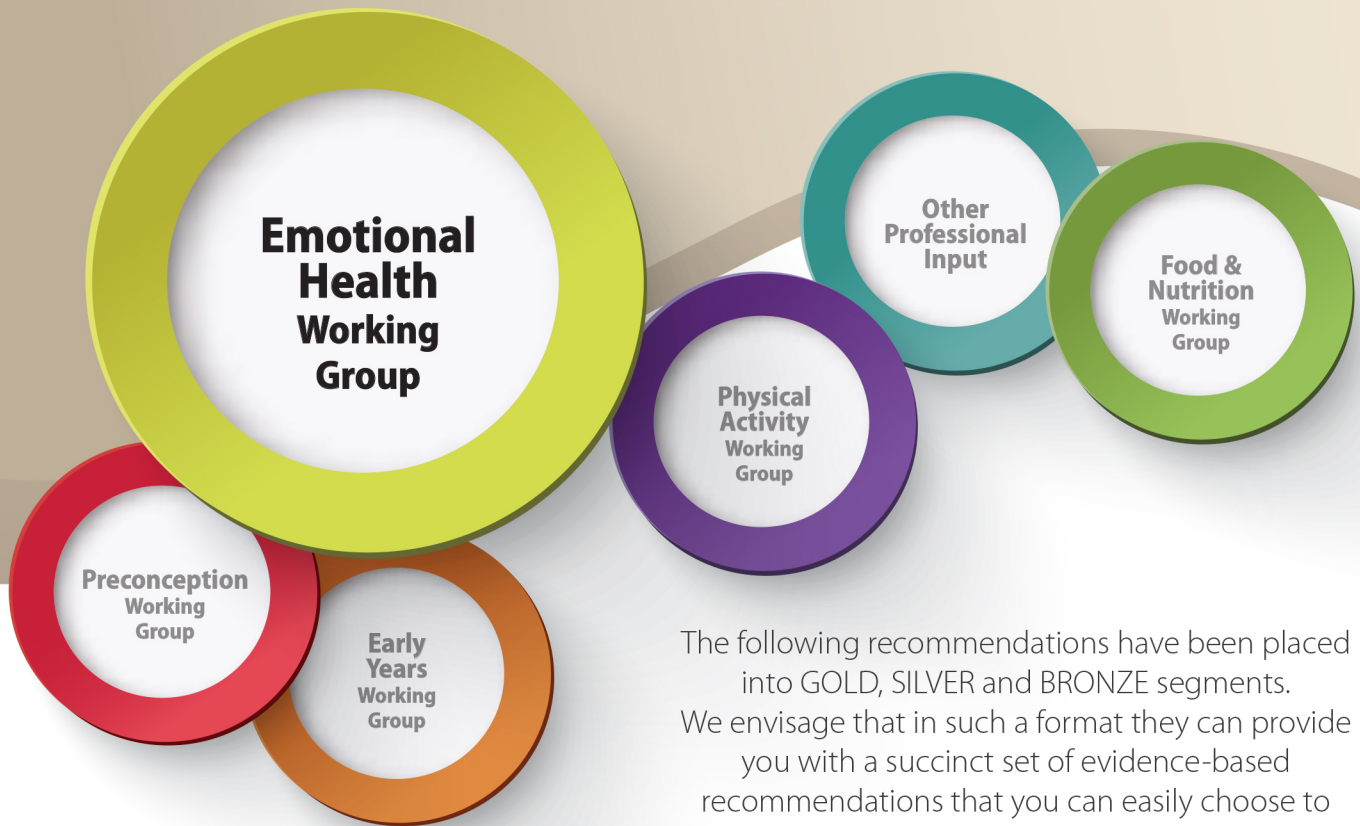 Emotional
Health
Working
Group
Other
Professional
Input
Food &
Nutrition
Working
Group
Physical
Activity
Working
Group
Preconception
Working
Group
Early
Years
Working
Group
The following recommendations have been placed
into GOLD, SILVER and BRONZE segments.
We envisage that in such a format they can provide
you with a succinct set of evidence-based
recommendations that you can easily choose to